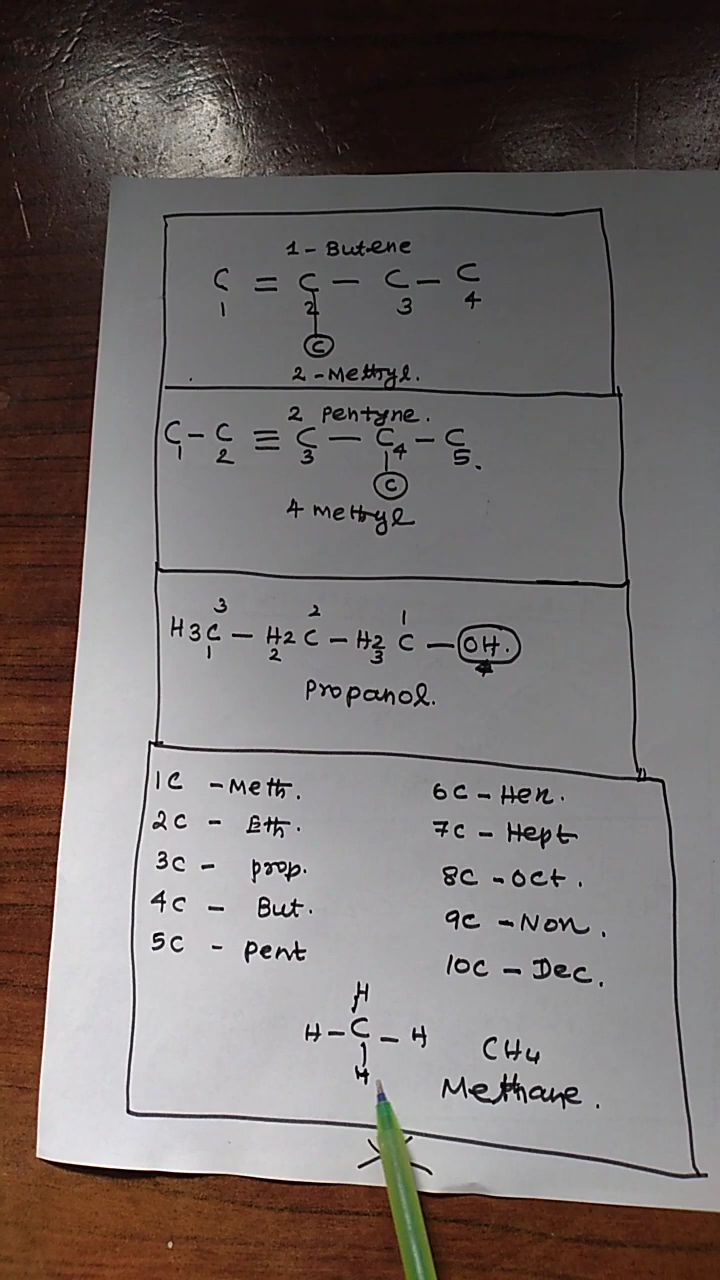 1 - Butene
C = C - C - C
1 2 3 4
C
2 - Methyl.
2 Pentyne.
C - C ≡ C - C - C
1 2 3 4 5.
C
4 methyl
3 2 1
H3C - H2C - H2C - OH.
1 2 3 4
Propanol.
1C - Meth. 6C - Hex.
2C - Eth. 7C - Hept
3C - prop. 8C - Oct.
4C - But. 9C - Non.
5C - Pent 10C - Dec.
H
H - C - H CH4
H Methane.